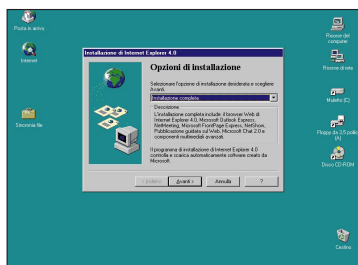 Posta in arrivo
Internet
Sincronia file
Installazione di Internet Explorer 4.0
Opzioni di installazione
Selezionare l'opzione di installazione desiderata e scegliere
Avanti.
Installazione completa
Descrizione
L'installazione completa include: il browser Web di
Internet Explorer 4.0, Microsoft Outlook Express,
NetMeeting, Microsoft FrontPage Express, NetShow,
Pubblicazione guidata sul Web, Microsoft Chat 2.0 e
componenti multimediali avanzati.
Il programma di installazione di Internet Explorer 4.0
controlla e scarica automaticamente software creato da
Microsoft.
< Indietro
Avanti >
Annulla
?
Risorse del
computer
Risorse di rete
(C)
Floppy da 3,5 pollici
(A)
Disco CD-ROM
Cestino